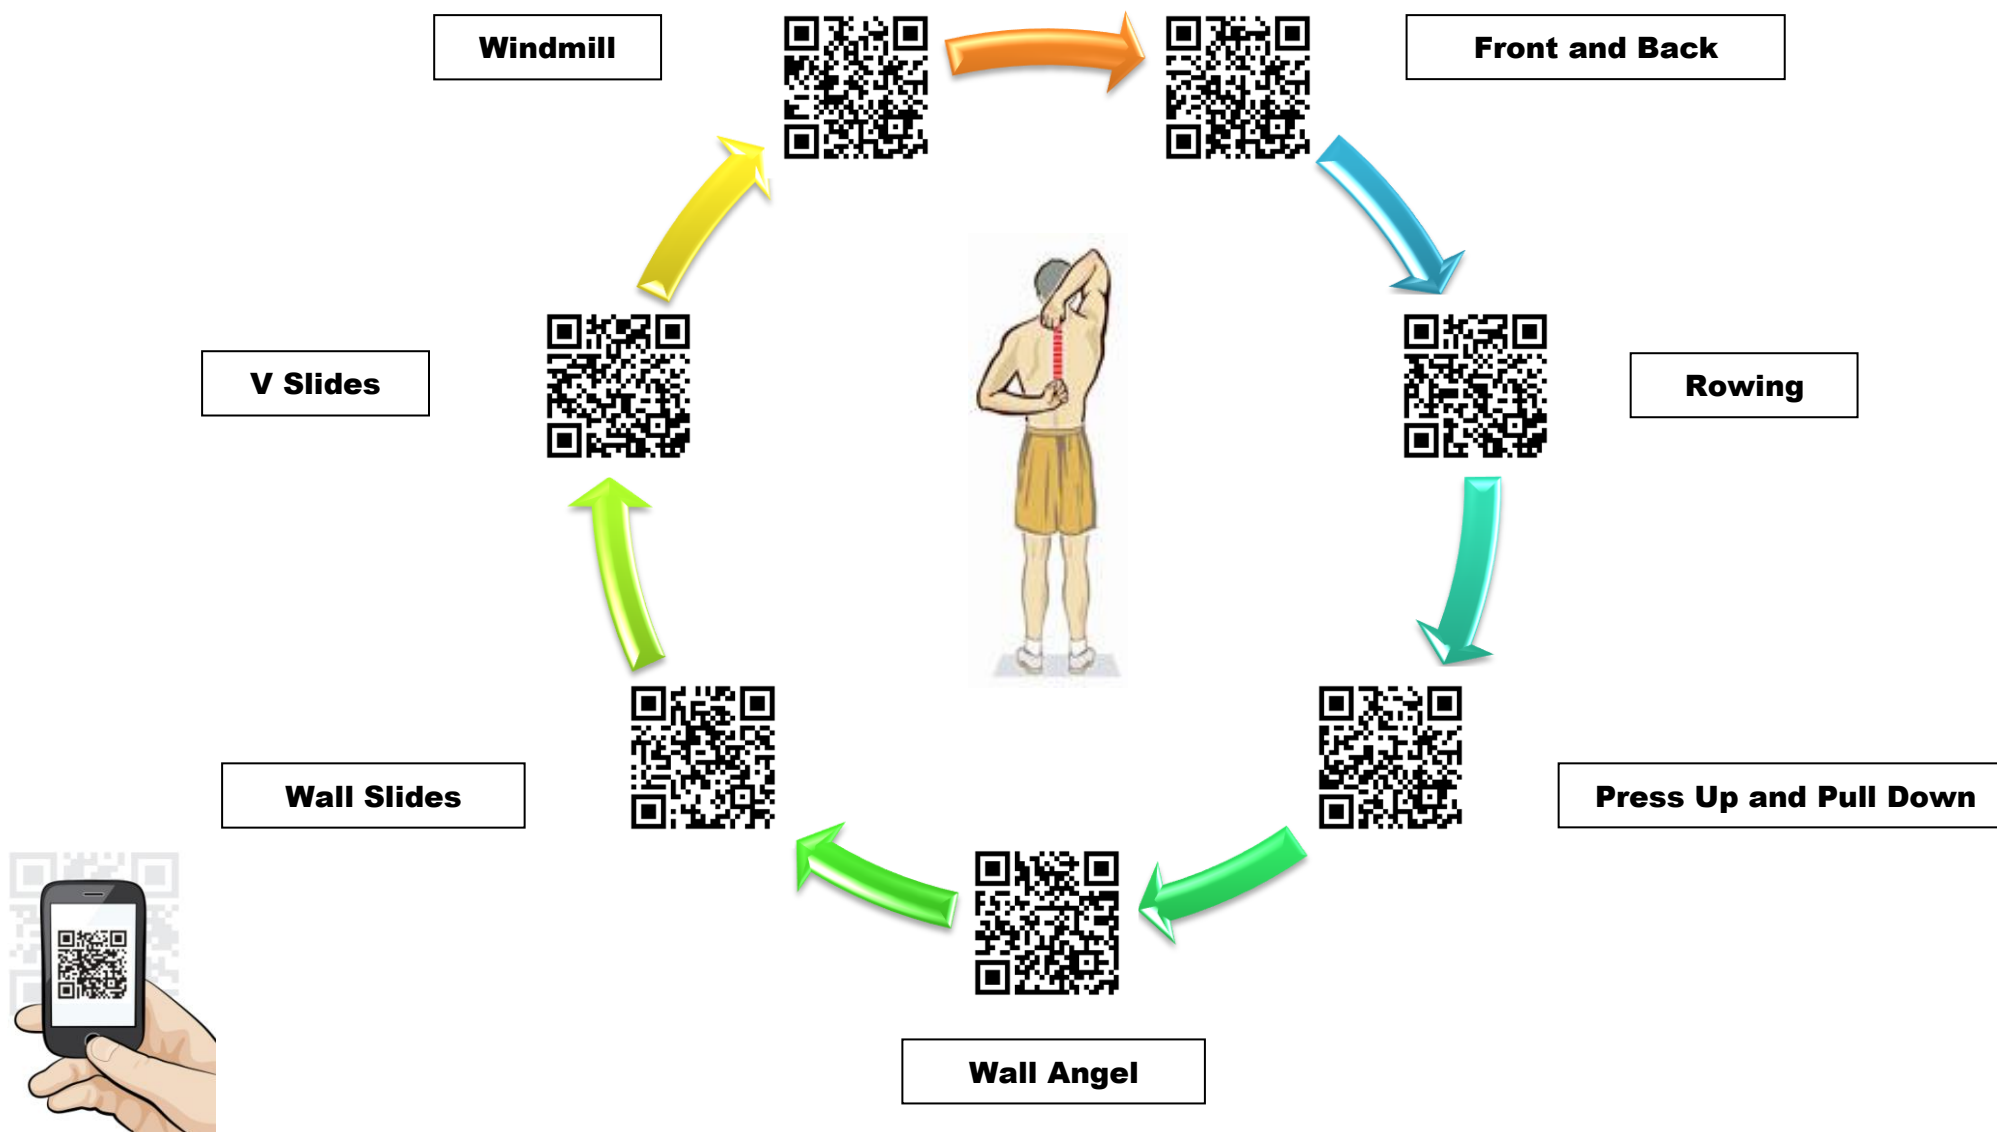 Windmill
Front and Back
V Slides
Rowing
Wall Slides
Press Up and Pull Down
Wall Angel